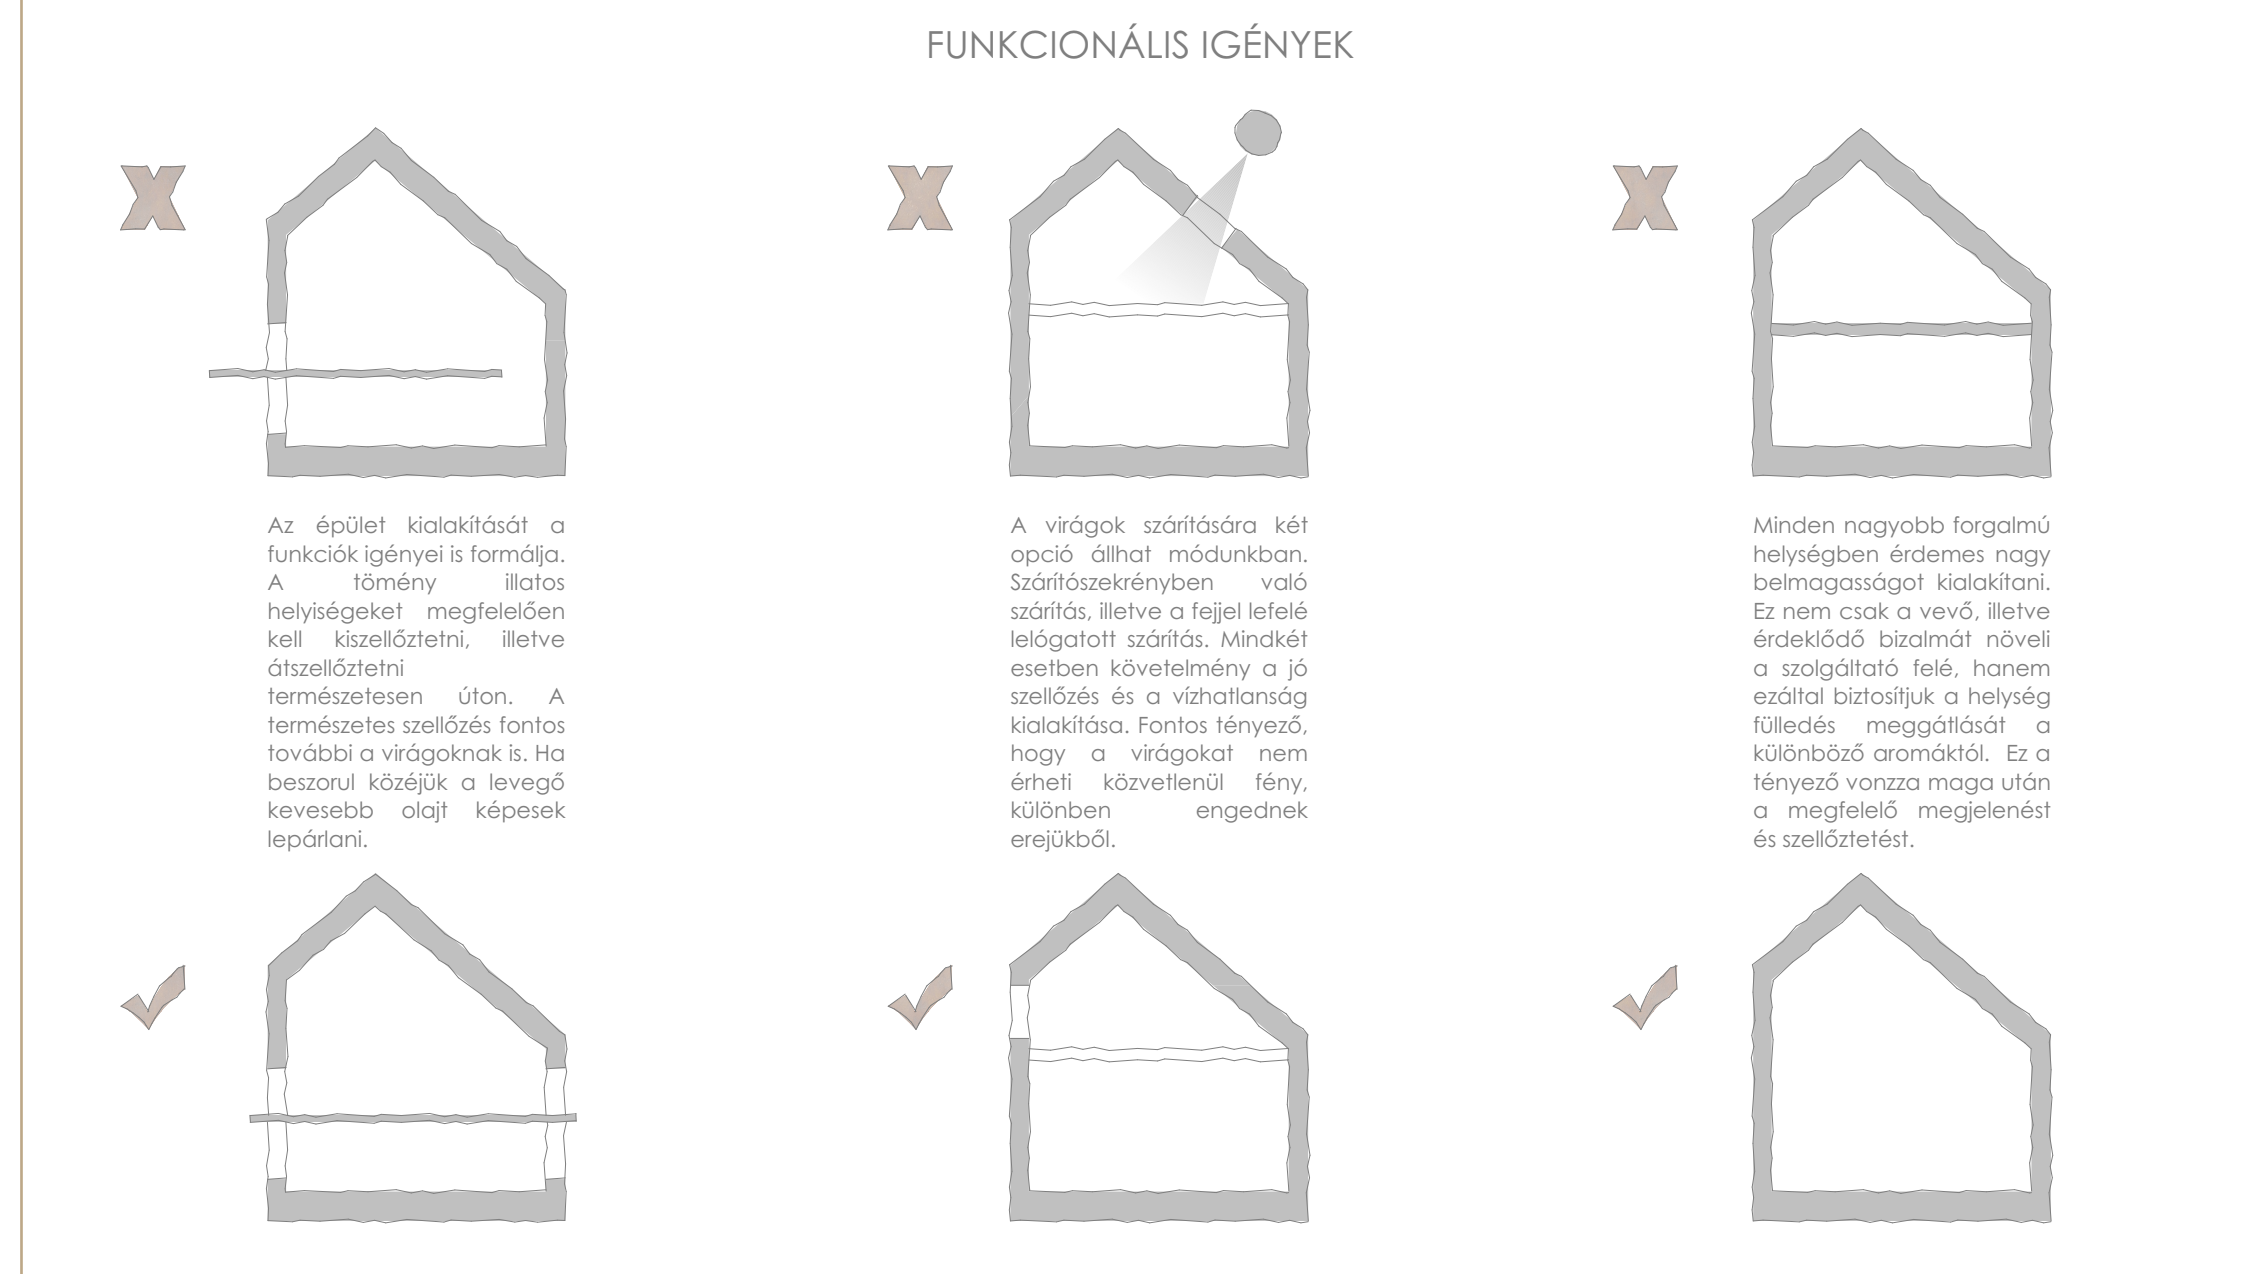 FUNKCIONÁLIS IGÉNYEK
Az épület kialakítását a
funkciók igényei is formálja.
A tömény illatos
helyiségeket megfelelően
kell kiszellőztetni, illetve
átszellőztetni
természetesen úton. A
természetes szellőzés fontos
további a virágoknak is. Ha
beszorul közéjük a levegő
kevesebb olajt képesek
lepárlani.
A virágok szárítására két
opció állhat módunkban.
Szárítószekrényben való
szárítás, illetve a fejjel lefelé
lelógatott szárítás. Mindkét
esetben követelmény a jó
szellőzés és a vízhatlanság
kialakítása. Fontos tényező,
hogy a virágokat nem
érheti közvetlenül fény,
különben engednek
erejükből.
Minden nagyobb forgalmú
helységben érdemes nagy
belmagasságot kialakítani.
Ez nem csak a vevő, illetve
érdeklődő bizalmát növeli
a szolgáltató felé, hanem
ezáltal biztosítjuk a helység
fülledés meggátlását a
különböző aromáktól. Ez a
tényező vonzza maga után
a megfelelő megjelenést
és szellőztetést.